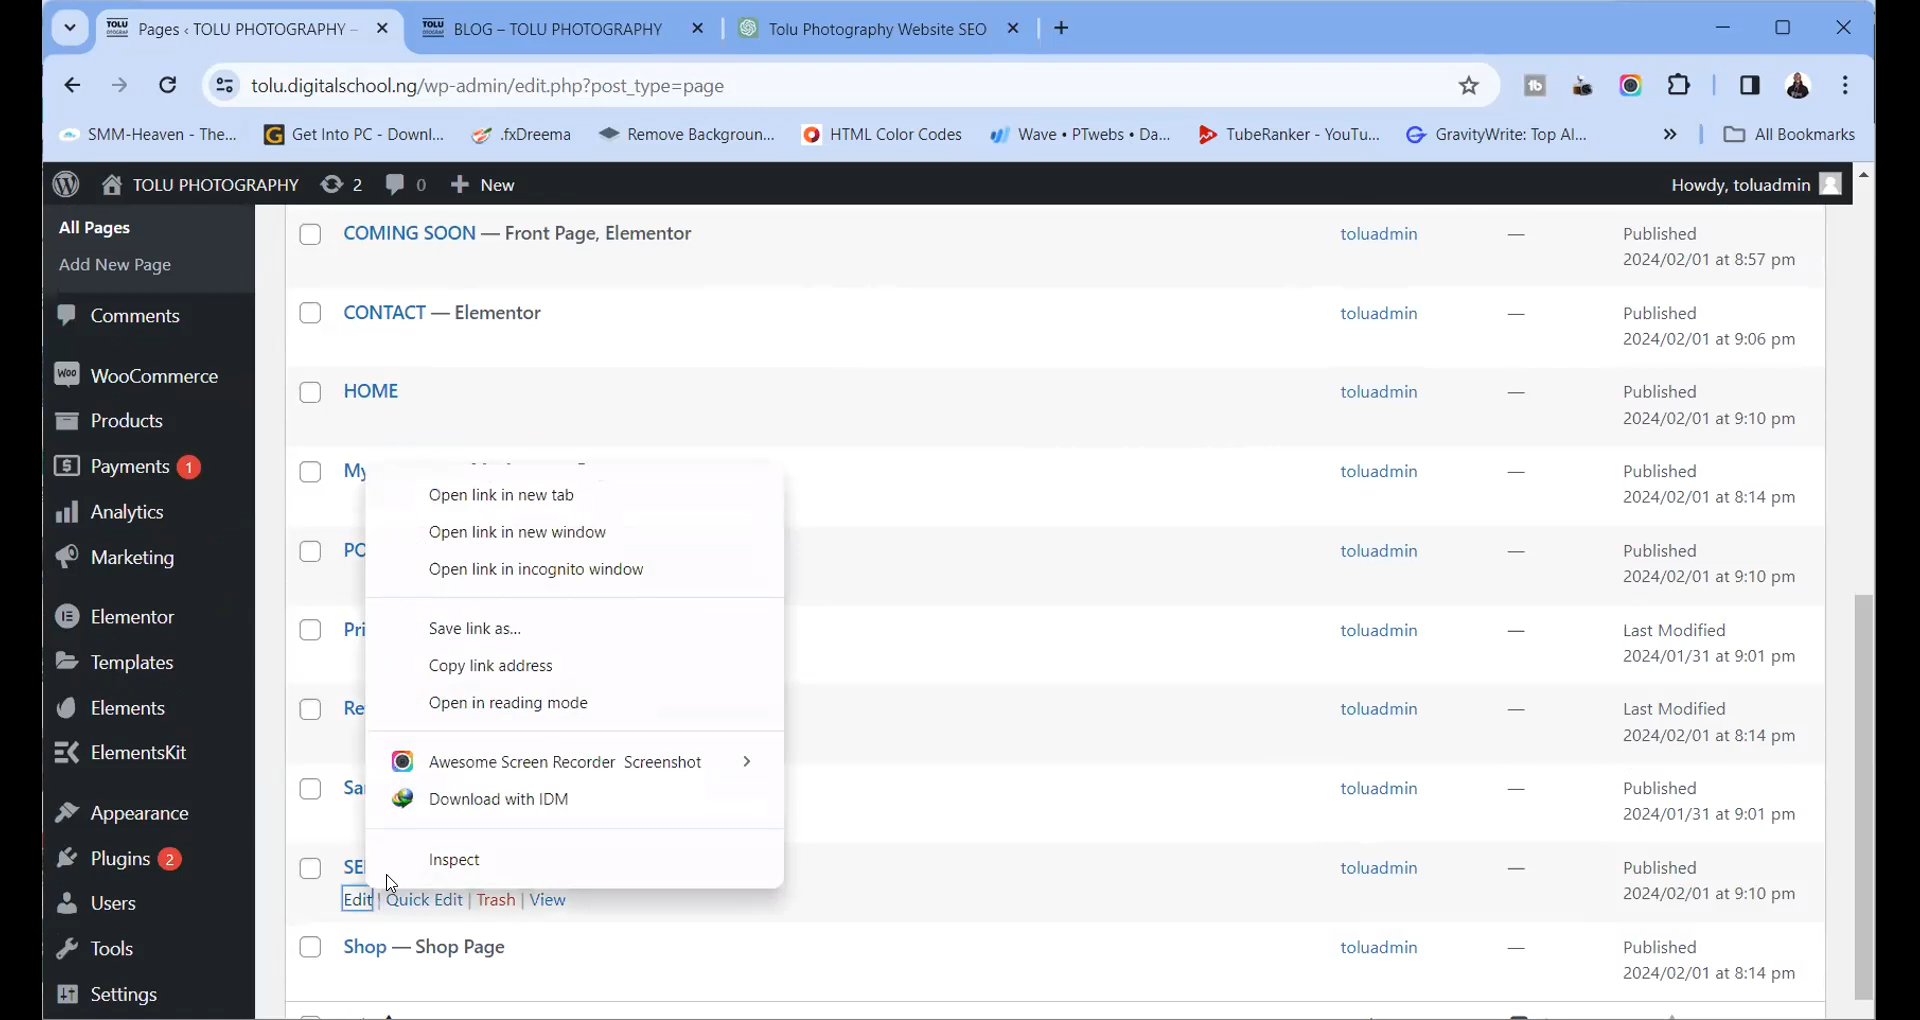 Pages ‹ TOLU PHOTOGRAPHY –
BLOG – TOLU PHOTOGRAPHY
Tolu Photography Website SEO
tolu.digitalschool.ng/wp-admin/edit.php?post_type=page
SMM-Heaven - The...
Get Into PC - Downl...
.fxDreema
Remove Backgroun...
HTML Color Codes
Wave • PTwebs • Da...
TubeRanker - YouTu...
GravityWrite: Top AI...
All Bookmarks
TOLU PHOTOGRAPHY
2
0
New
Howdy, toluadmin
All Pages
Add New Page
Comments
WooCommerce
Products
Payments 1
Analytics
Marketing
Elementor
Templates
Elements
ElementsKit
Appearance
Plugins 2
Users
Tools
Settings
COMING SOON — Front Page, Elementor toluadmin — Published
2024/02/01 at 8:57 pm
CONTACT — Elementor toluadmin — Published
2024/02/01 at 9:06 pm
HOME toluadmin — Published
2024/02/01 at 9:10 pm
My toluadmin — Published
2024/02/01 at 8:14 pm
PO toluadmin — Published
2024/02/01 at 9:10 pm
Pri toluadmin — Last Modified
2024/01/31 at 9:01 pm
Re toluadmin — Last Modified
2024/02/01 at 8:14 pm
Sa toluadmin — Published
2024/01/31 at 9:01 pm
SE toluadmin — Published
2024/02/01 at 9:10 pm
Edit | Quick Edit | Trash | View
Shop — Shop Page toluadmin — Published
2024/02/01 at 8:14 pm
Open link in new tab
Open link in new window
Open link in incognito window
Save link as...
Copy link address
Open in reading mode
Awesome Screen Recorder Screenshot
Download with IDM
Inspect